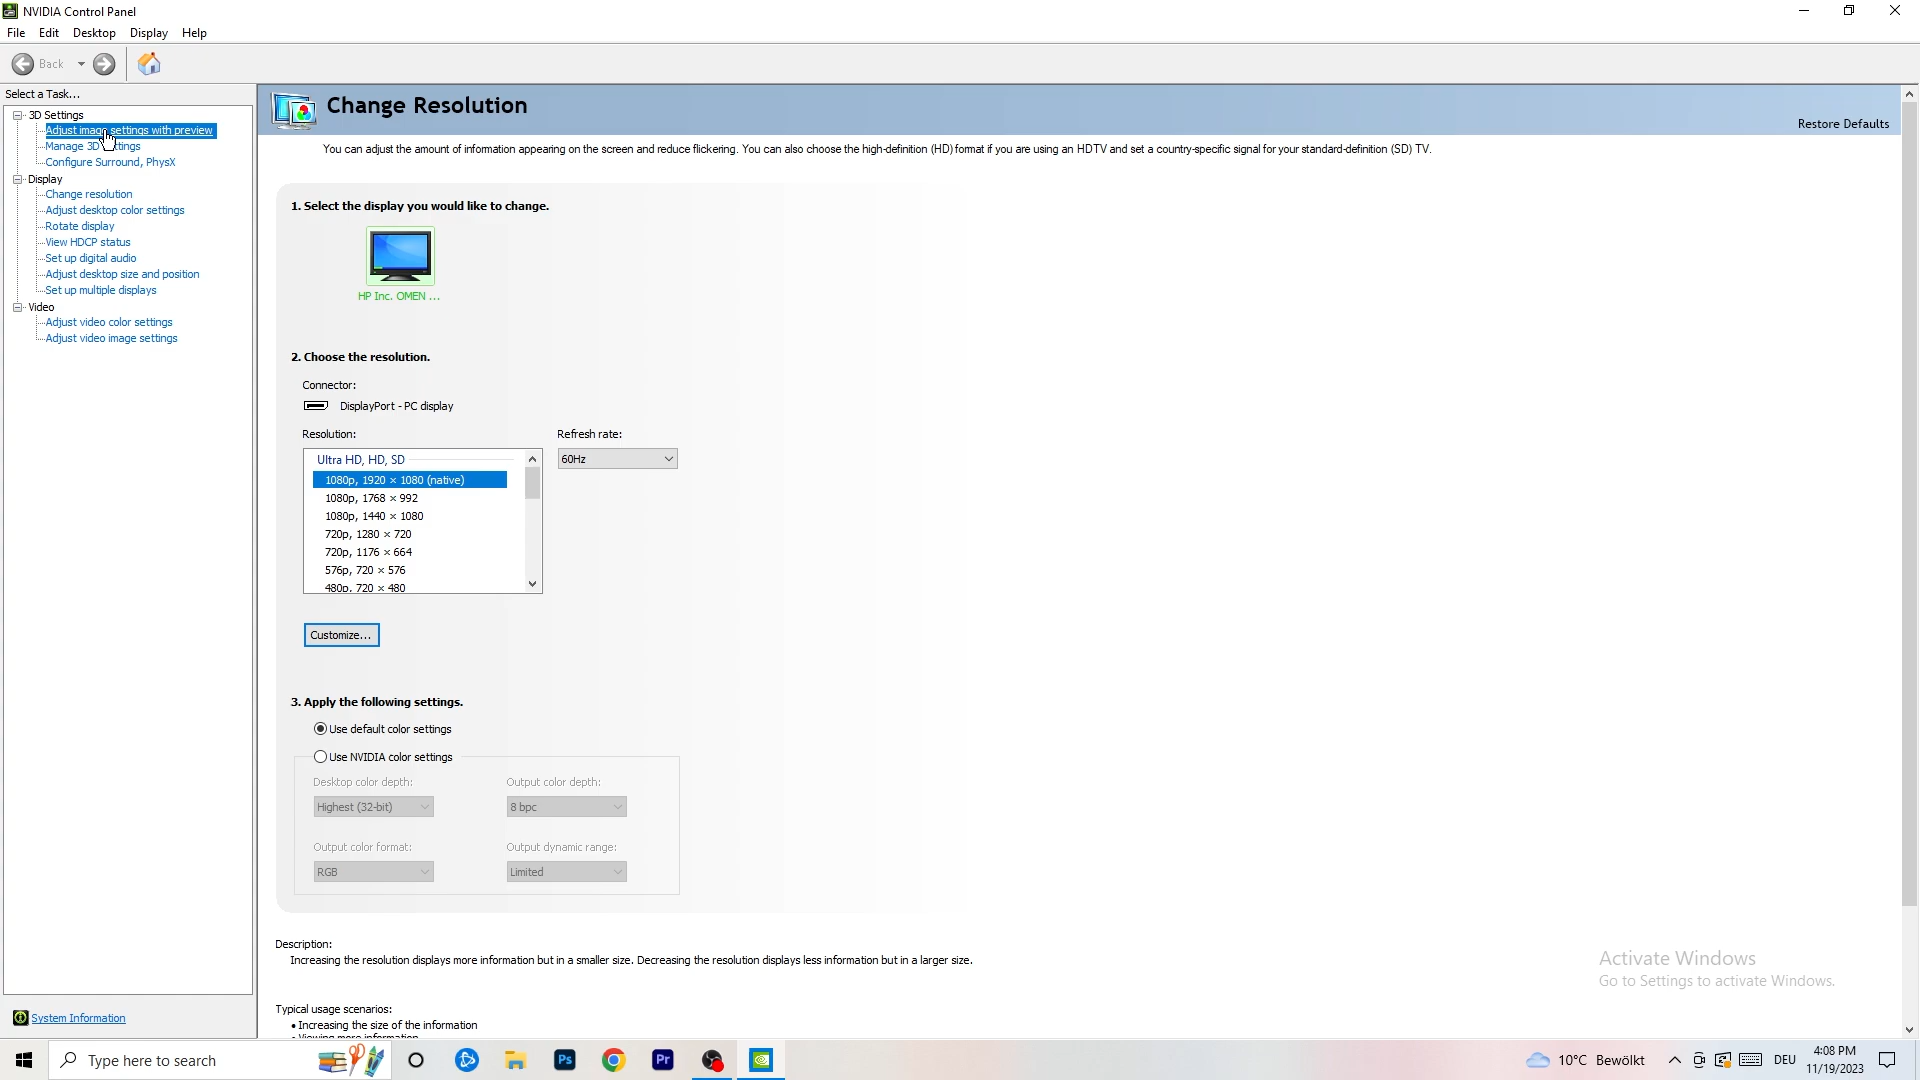 NVIDIA Control Panel
File Edit Desktop Display Help
Back
Select a Task...
3D Settings
Adjust image settings with preview
Manage 3D ttings
Configure Surround, PhysX
Display
Change resolution
Adjust desktop color settings
Rotate display
View HDCP status
Set up digital audio
Adjust desktop size and position
Set up multiple displays
Video
Adjust video color settings
Adjust video image settings
System Information
Change Resolution
Restore Defaults
You can adjust the amount of information appearing on the screen and reduce flickering. You can also choose the high-definition (HD) format if you are using an HDTV and set a country-specific signal for your standard-definition (SD) TV.
1. Select the display you would like to change.
HP Inc. OMEN ...
2. Choose the resolution.
Connector:
DisplayPort - PC display
Resolution:
Refresh rate:
Ultra HD, HD, SD
60Hz
1080p, 1920 × 1080 (native)
1080p, 1768 × 992
1080p, 1440 × 1080
720p, 1280 × 720
720p, 1176 × 664
576p, 720 × 576
480p, 720 × 480
Customize...
3. Apply the following settings.
Use default color settings
Use NVIDIA color settings
Desktop color depth:
Output color depth:
Highest (32-bit)
8 bpc
Output color format:
Output dynamic range:
RGB
Limited
Description:
Increasing the resolution displays more information but in a smaller size. Decreasing the resolution displays less information but in a larger size.
Typical usage scenarios:
• Increasing the size of the information
• Viewing more information
Activate Windows
Go to Settings to activate Windows.
Type here to search
Ps
Pr
10°C Bewölkt
DEU
4:08 PM
11/19/2023